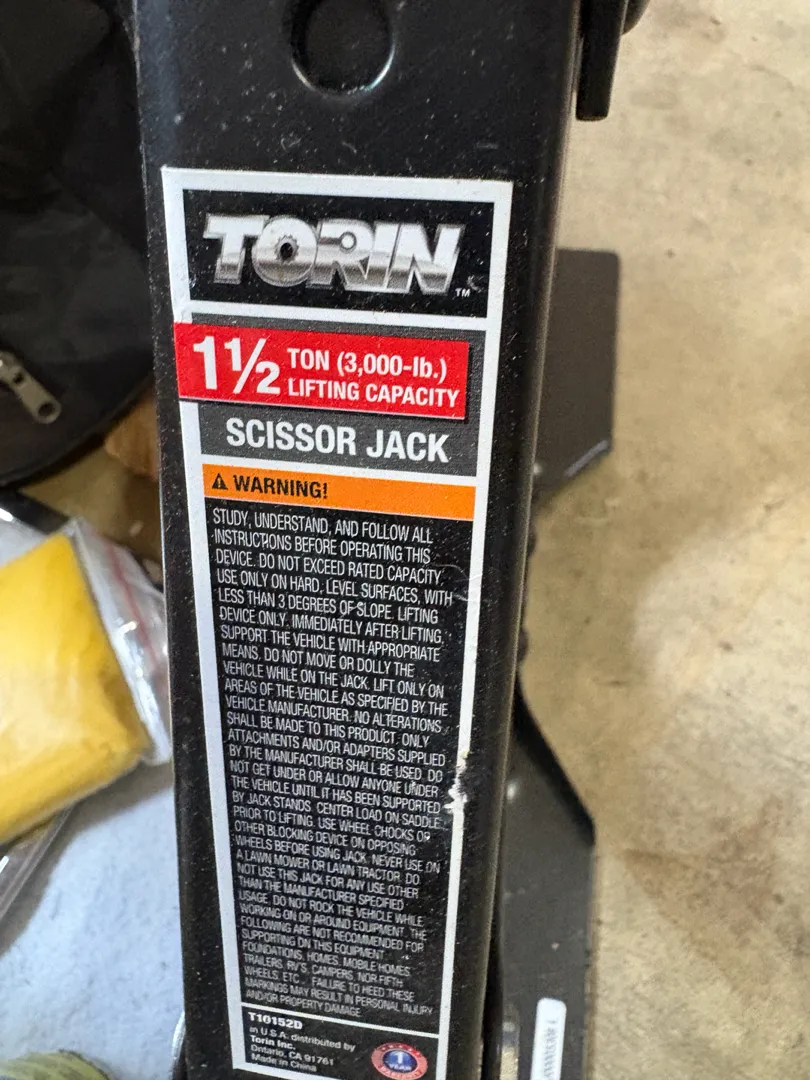 TORIN™
1½ TON (3,000-lb.)
LIFTING CAPACITY
SCISSOR JACK
⚠ WARNING!
STUDY, UNDERSTAND, AND FOLLOW ALL
INSTRUCTIONS BEFORE OPERATING THIS
DEVICE. DO NOT EXCEED RATED CAPACITY.
USE ONLY ON HARD, LEVEL SURFACES, WITH
LESS THAN 3 DEGREES OF SLOPE. LIFTING
DEVICE ONLY. IMMEDIATELY AFTER LIFTING,
SUPPORT THE VEHICLE WITH APPROPRIATE
MEANS. DO NOT MOVE OR DOLLY THE
VEHICLE WHILE ON THE JACK. LIFT ONLY ON
AREAS OF THE VEHICLE AS SPECIFIED BY THE
VEHICLE MANUFACTURER. NO ALTERATIONS
SHALL BE MADE TO THIS PRODUCT. ONLY
ATTACHMENTS AND/OR ADAPTERS SUPPLIED
BY THE MANUFACTURER SHALL BE USED. DO
NOT GET UNDER OR ALLOW ANYONE UNDER
THE VEHICLE UNTIL IT HAS BEEN SUPPORTED
BY JACK STANDS. CENTER LOAD ON SADDLE
PRIOR TO LIFTING. USE WHEEL CHOCKS OR
OTHER BLOCKING DEVICE ON OPPOSING
WHEELS BEFORE USING JACK. NEVER USE ON
A LAWN MOWER OR LAWN TRACTOR. DO
NOT USE THIS JACK FOR ANY USE OTHER
THAN THE MANUFACTURER SPECIFIED
USAGE. DO NOT ROCK THE VEHICLE WHILE
WORKING ON OR AROUND EQUIPMENT. THE
FOLLOWING ARE NOT RECOMMENDED FOR
SUPPORTING ON THIS EQUIPMENT:
FOUNDATIONS, HOMES, MOBILE HOMES,
TRAILERS, RV'S, CAMPERS, NOR FIFTH
WHEELS, ETC... FAILURE TO HEED THESE
MARKINGS MAY RESULT IN PERSONAL INJURY
AND/OR PROPERTY DAMAGE.
T10152D
in U.S.A. distributed by
Torin Inc.
Ontario, CA 91761
Made in China
1
YEAR
WARRANTY